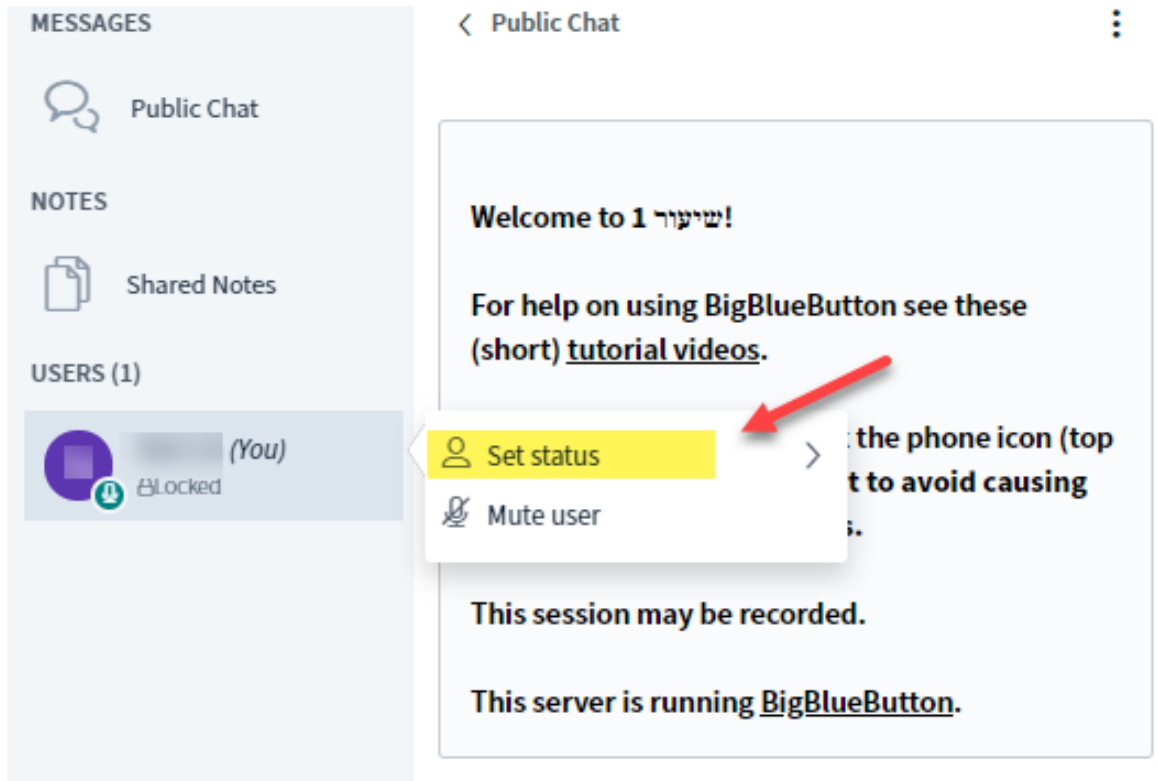 MESSAGES
Public Chat
NOTES
Shared Notes
USERS (1)
(You)
Locked
Public Chat
Welcome to שיעור 1!
For help on using BigBlueButton see these
(short) tutorial videos.
Set status
Mute user
the phone icon (top
t to avoid causing
s.
This session may be recorded.
This server is running BigBlueButton.